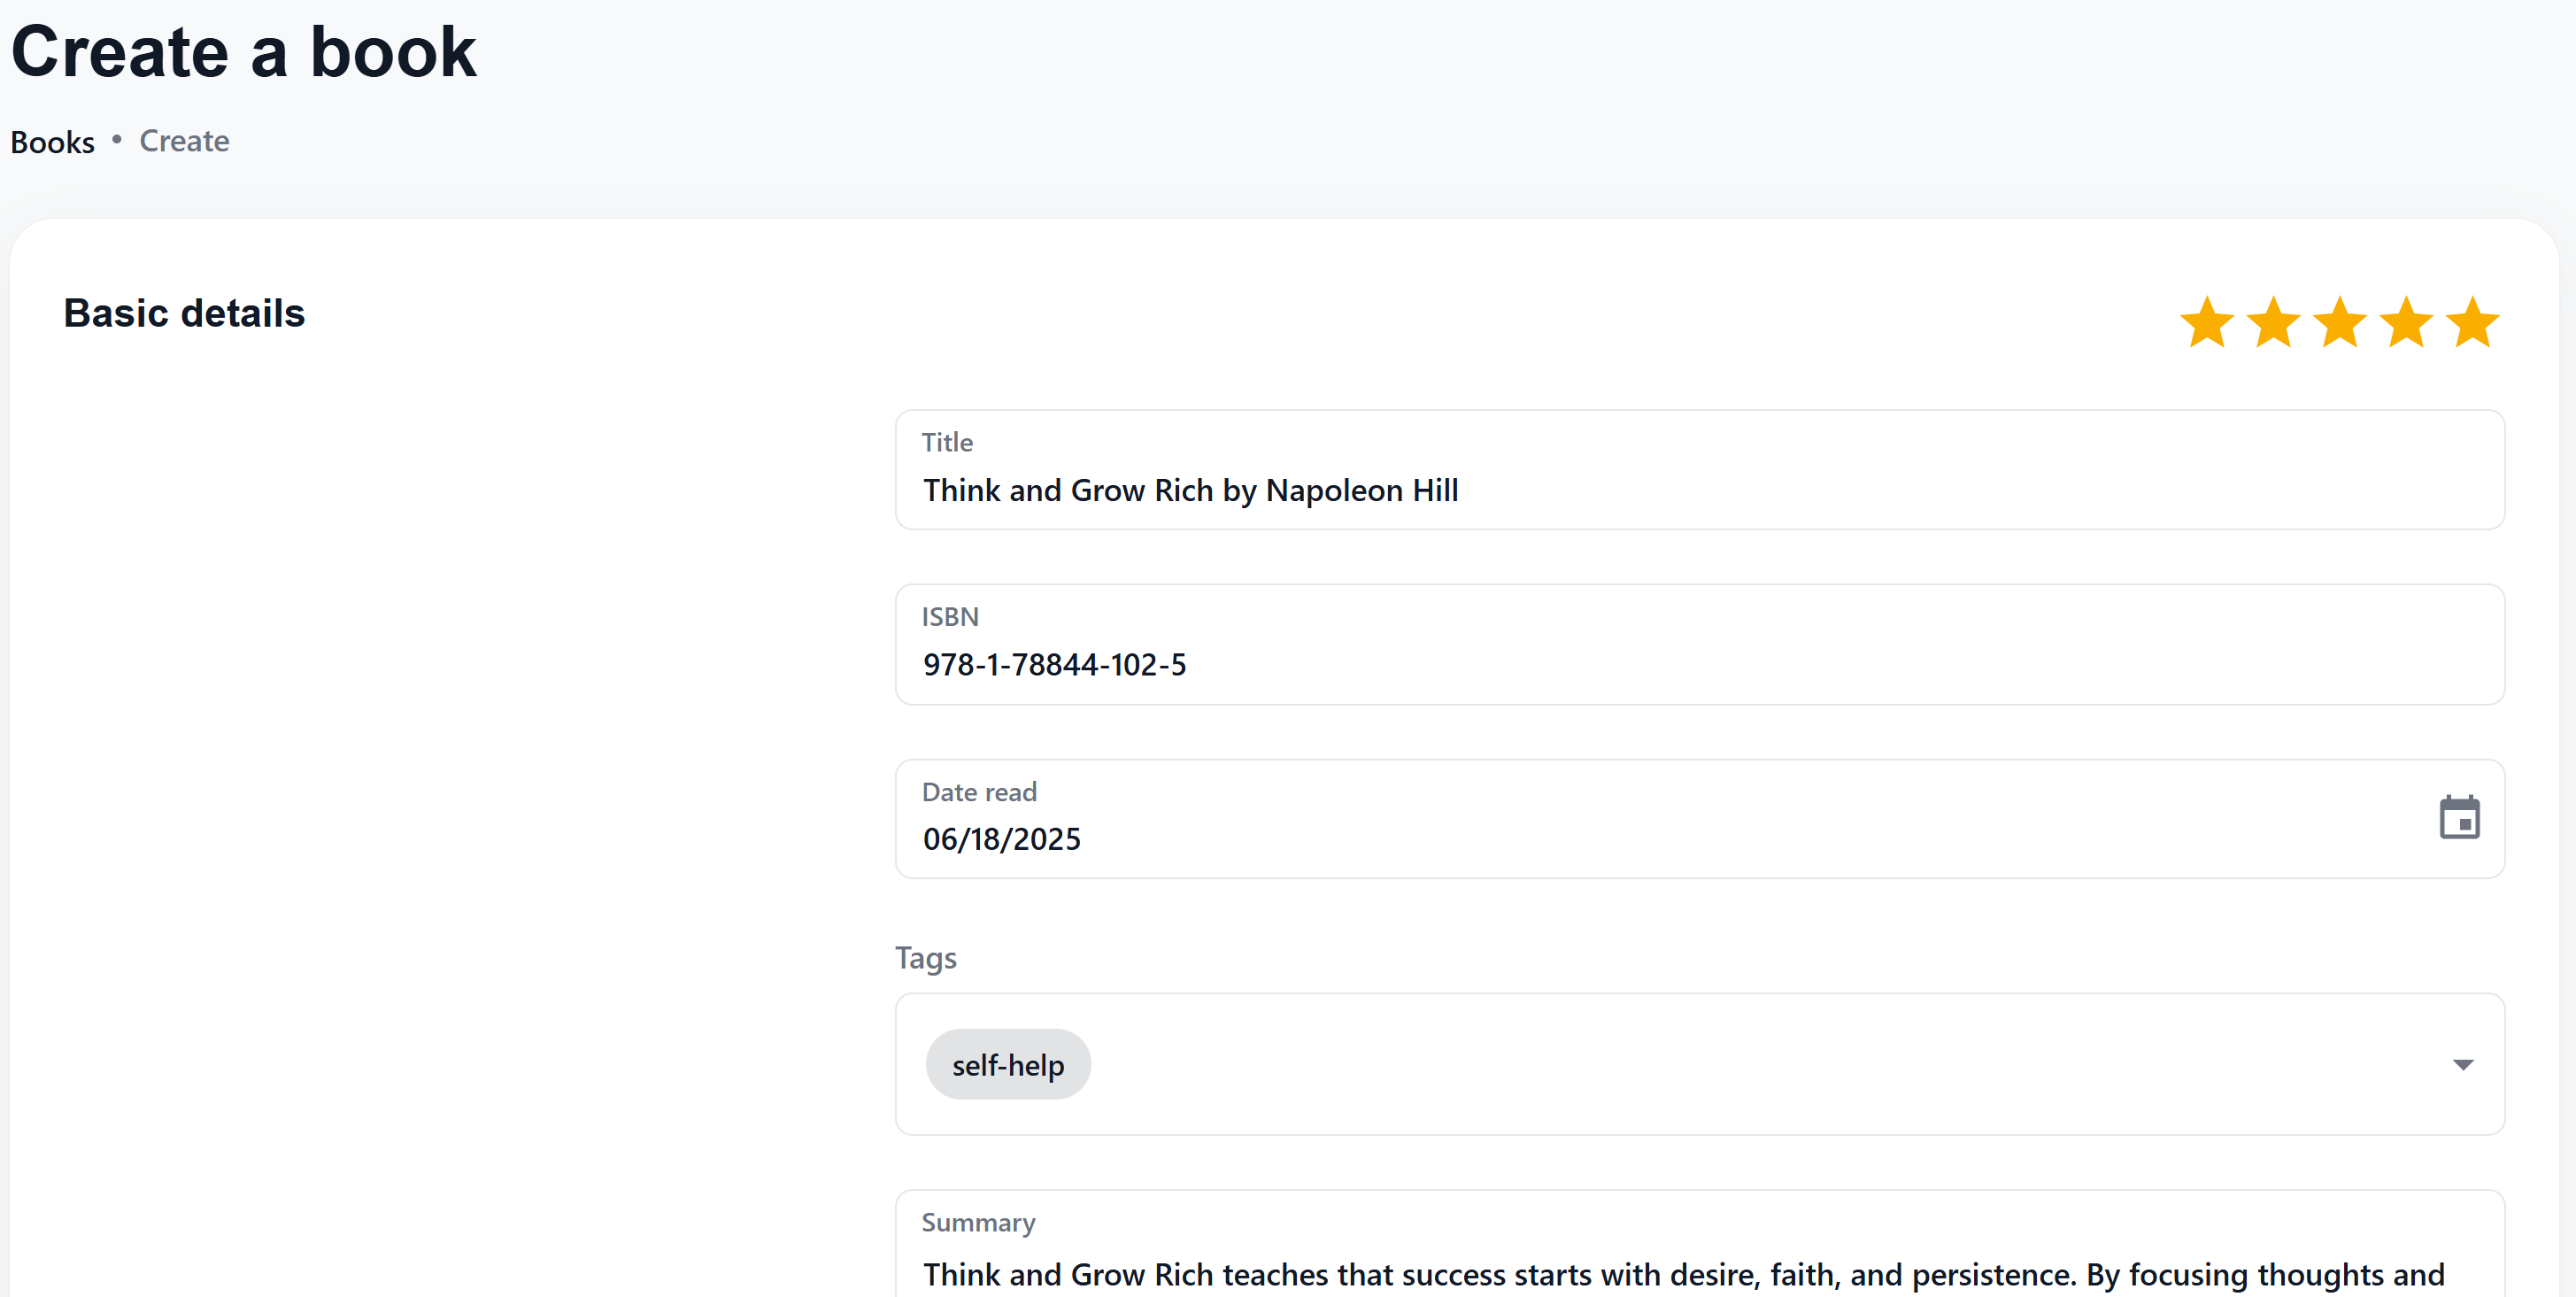 Create a book
Books • Create
Basic details
Title
Think and Grow Rich by Napoleon Hill
ISBN
978-1-78844-102-5
Date read
06/18/2025
Tags
self-help
Summary
Think and Grow Rich teaches that success starts with desire, faith, and persistence. By focusing thoughts and